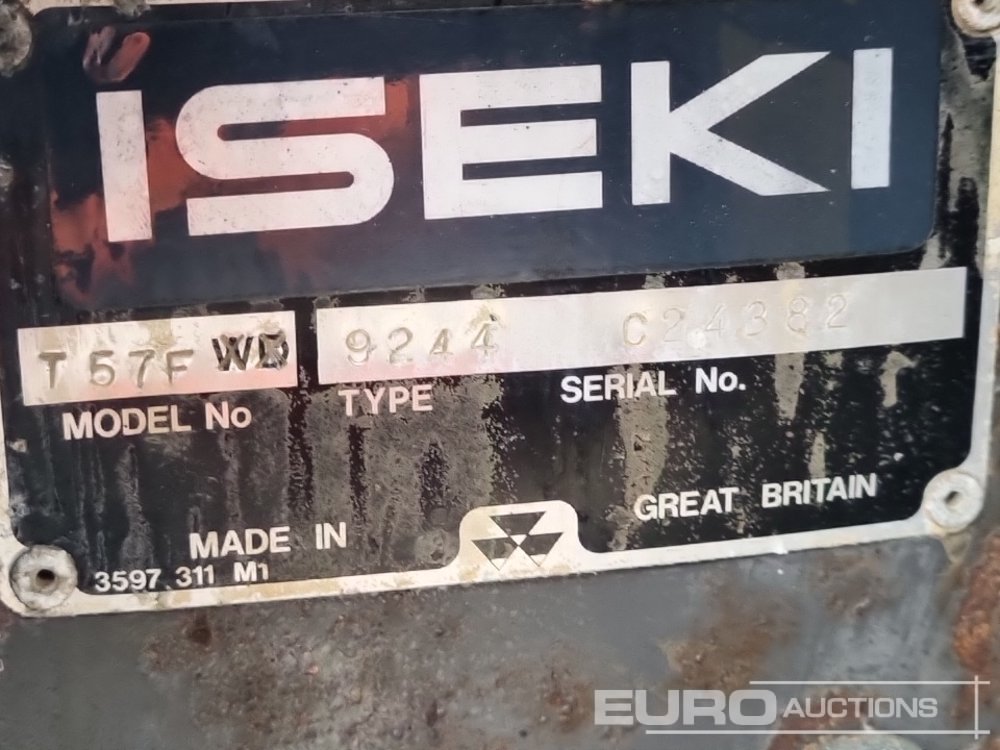 ISEKI
T 57F WD 9244 C24382
MODEL No TYPE SERIAL No.
MADE IN GREAT BRITAIN
3597 311 M1
EURO AUCTIONS